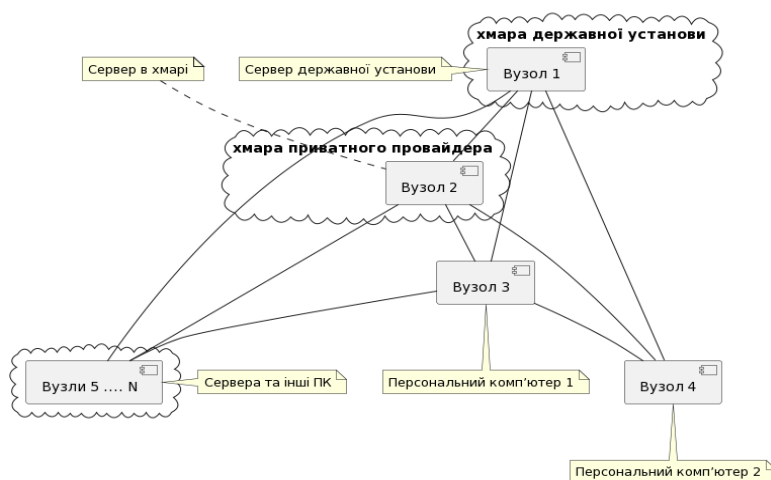 хмара державної установи
Сервер в хмарі
Сервер державної установи
Вузол 1
хмара приватного провайдера
Вузол 2
Вузол 3
Вузли 5 .... N
Сервера та інші ПК
Персональний комп’ютер 1
Вузол 4
Персональний комп’ютер 2